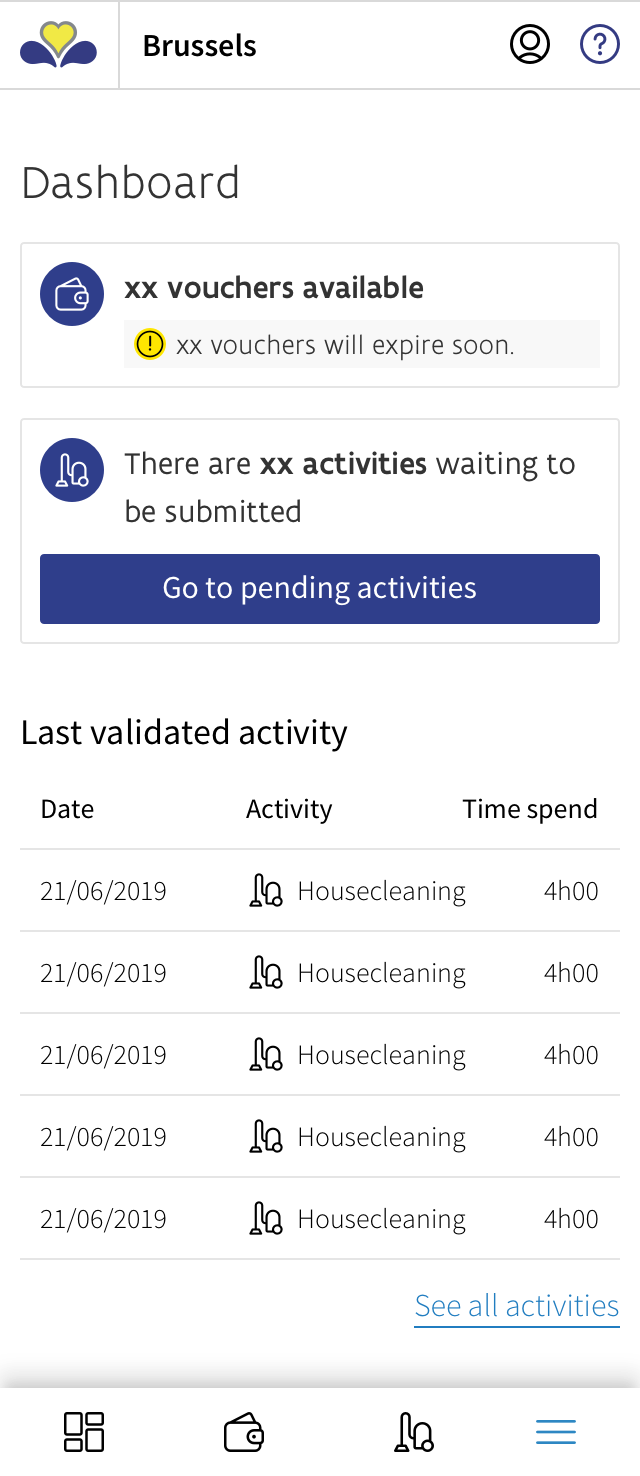 Brussels
?
Dashboard
xx vouchers available
! xx vouchers will expire soon.
There are xx activities waiting to
be submitted
Go to pending activities
Last validated activity
Date Activity Time spend
21/06/2019 Housecleaning 4h00
21/06/2019 Housecleaning 4h00
21/06/2019 Housecleaning 4h00
21/06/2019 Housecleaning 4h00
21/06/2019 Housecleaning 4h00
See all activities